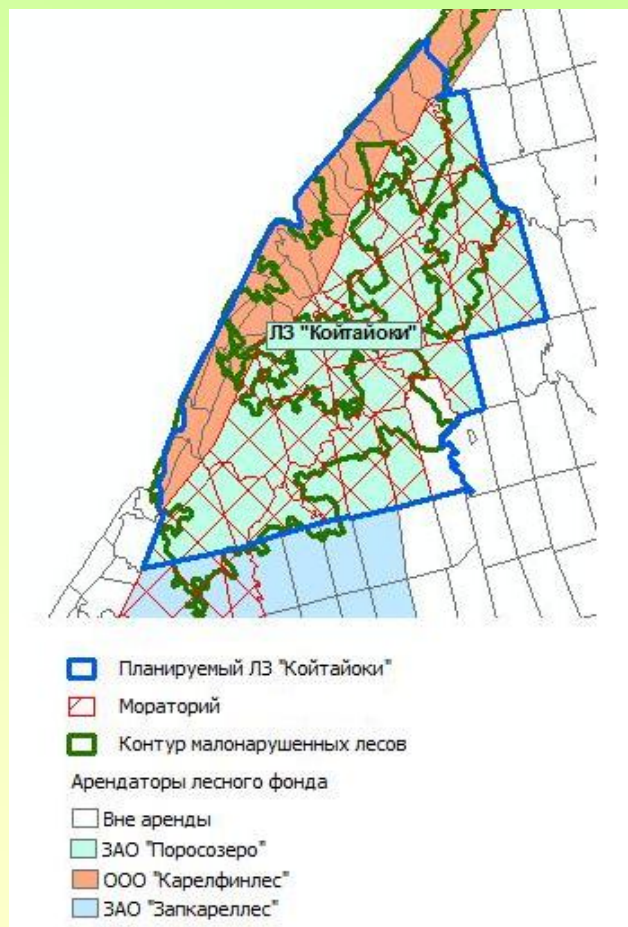 ЛЗ "Койтайоки"
Планируемый ЛЗ "Койтайоки"
Мораторий
Контур малонарушенных лесов
Арендаторы лесного фонда
Вне аренды
ЗАО "Поросозеро"
ООО "Карелфинлес"
ЗАО "Запкареллес"